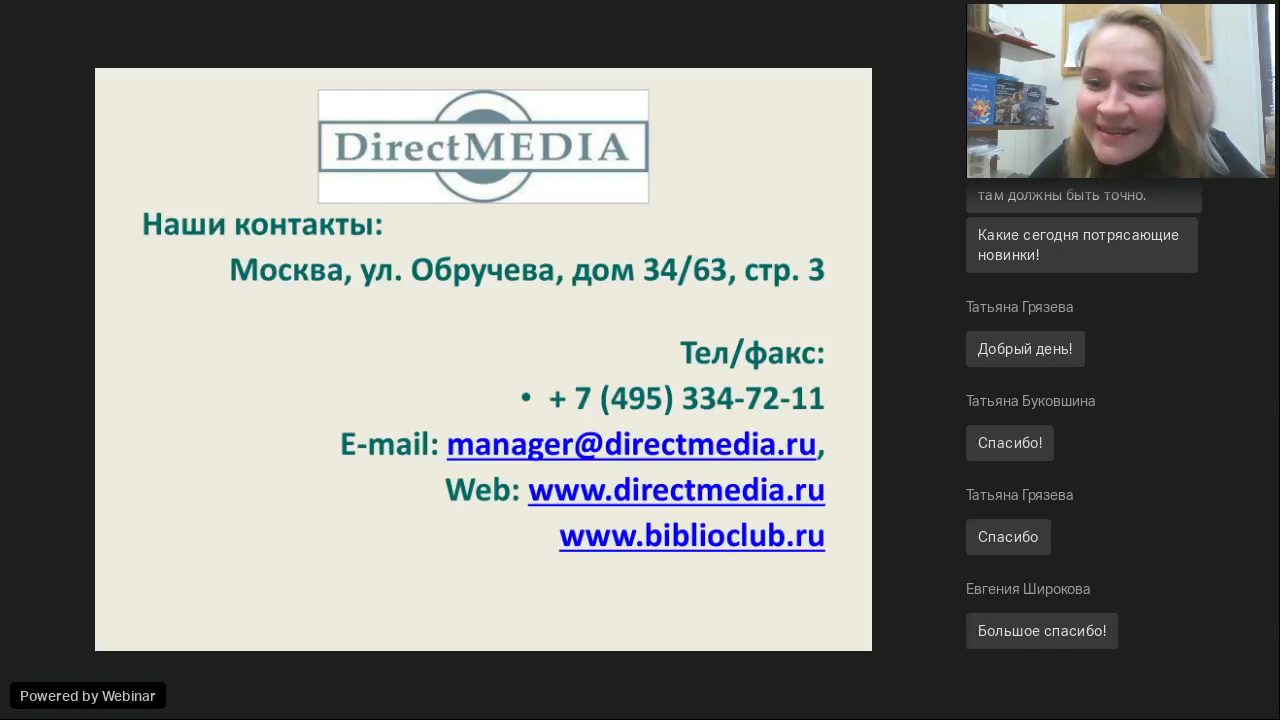 DirectMEDIA
Наши контакты:
Москва, ул. Обручева, дом 34/63, стр. 3
Тел/факс:
• + 7 (495) 334-72-11
E-mail: manager@directmedia.ru,
Web: www.directmedia.ru
www.biblioclub.ru
там должны быть точно.
Какие сегодня потрясающие
новинки!
Татьяна Грязева
Добрый день!
Татьяна Буковшина
Спасибо!
Татьяна Грязева
Спасибо
Евгения Широкова
Большое спасибо!
Powered by Webinar